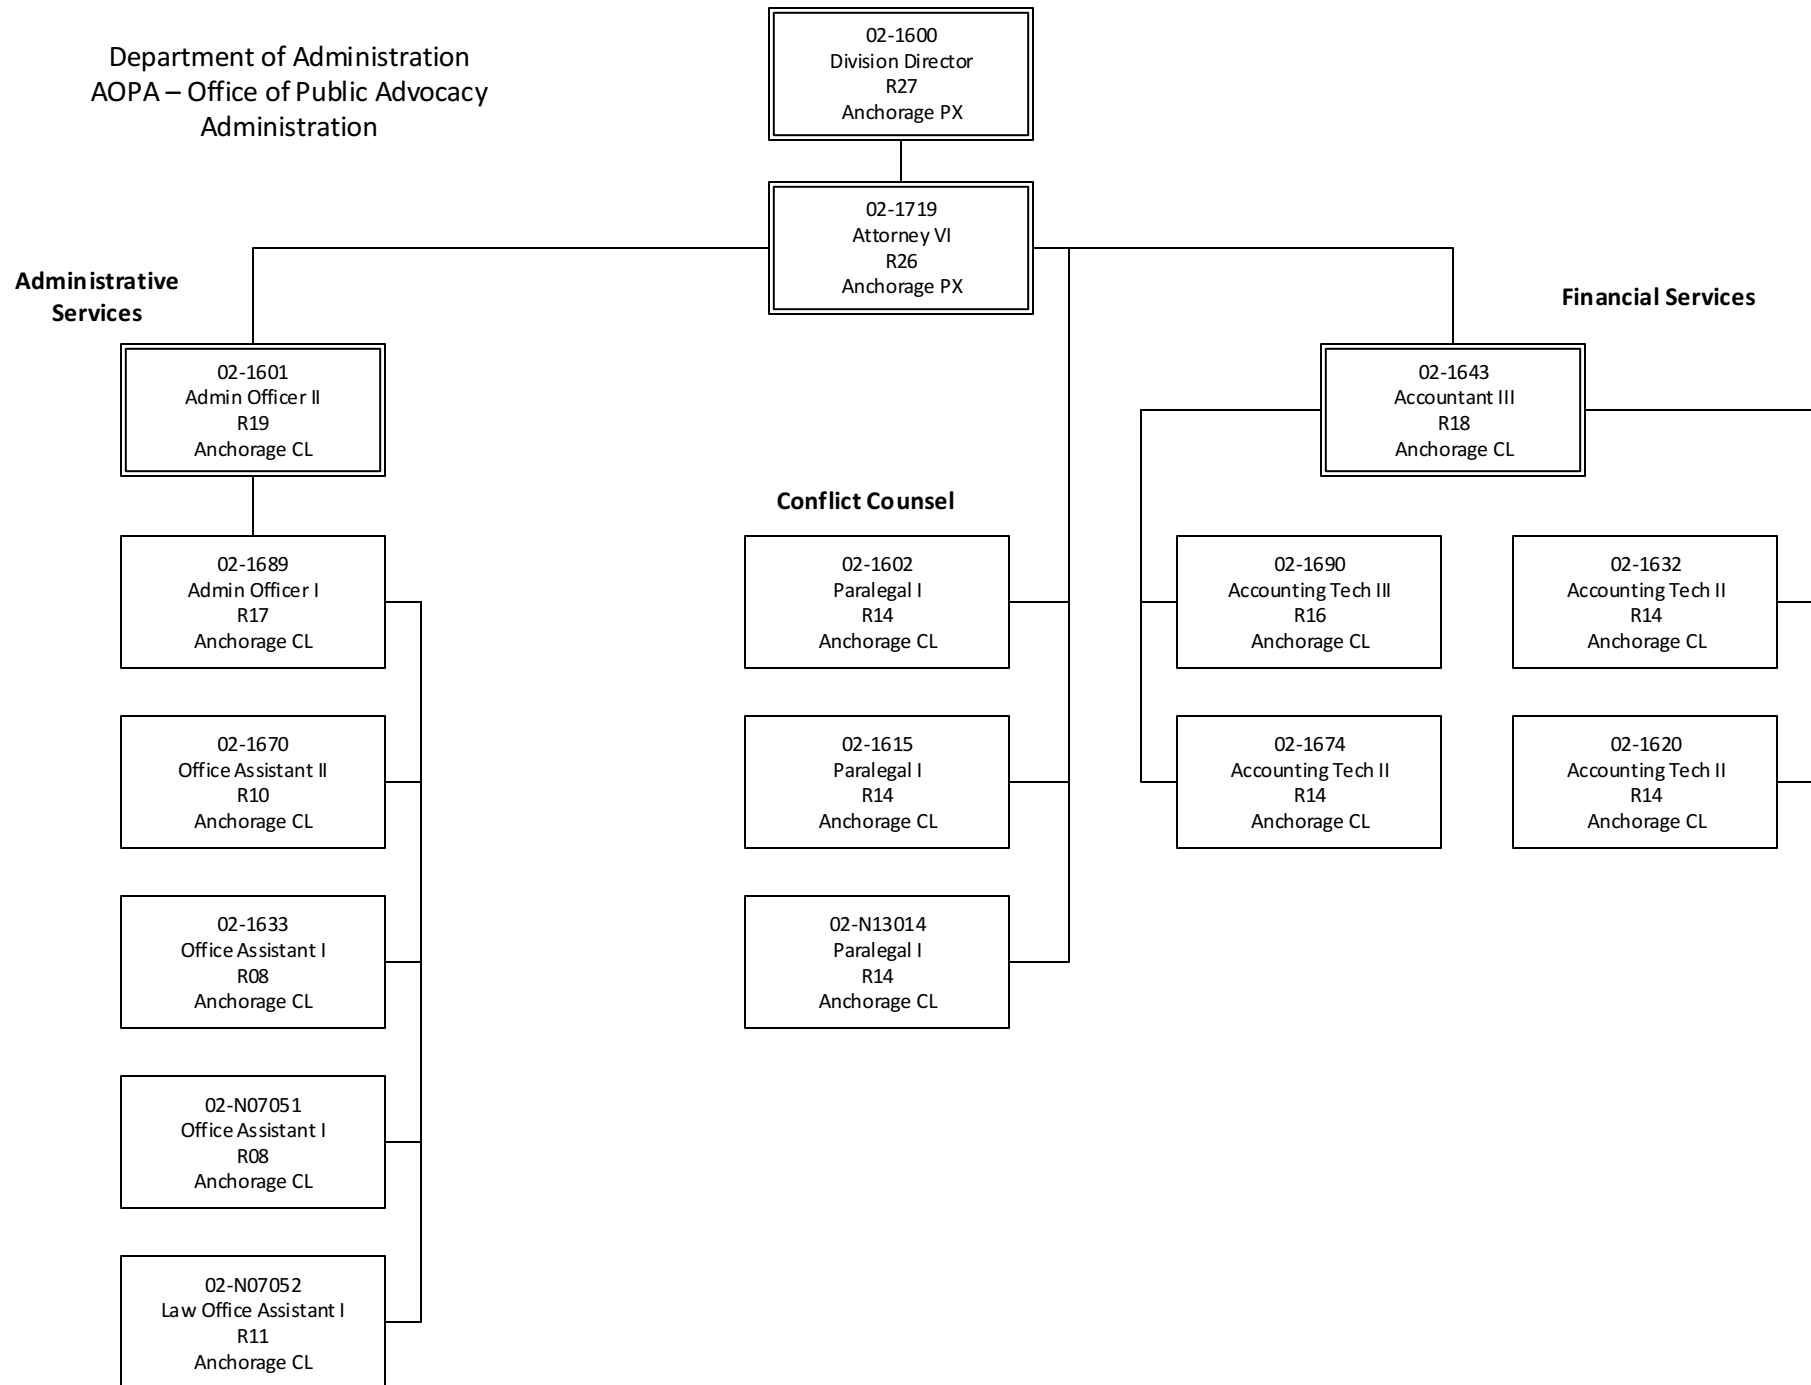 Department of Administration
AOPA – Office of Public Advocacy
Administration
02-1600
Division Director
R27
Anchorage PX
02-1719
Attorney VI
R26
Anchorage PX
Administrative
Services
02-1601
Admin Officer II
R19
Anchorage CL
02-1689
Admin Officer I
R17
Anchorage CL
02-1670
Office Assistant II
R10
Anchorage CL
02-1633
Office Assistant I
R08
Anchorage CL
02-N07051
Office Assistant I
R08
Anchorage CL
02-N07052
Law Office Assistant I
R11
Anchorage CL
Conflict Counsel
02-1602
Paralegal I
R14
Anchorage CL
02-1615
Paralegal I
R14
Anchorage CL
02-N13014
Paralegal I
R14
Anchorage CL
Financial Services
02-1643
Accountant III
R18
Anchorage CL
02-1690
Accounting Tech III
R16
Anchorage CL
02-1632
Accounting Tech II
R14
Anchorage CL
02-1674
Accounting Tech II
R14
Anchorage CL
02-1620
Accounting Tech II
R14
Anchorage CL